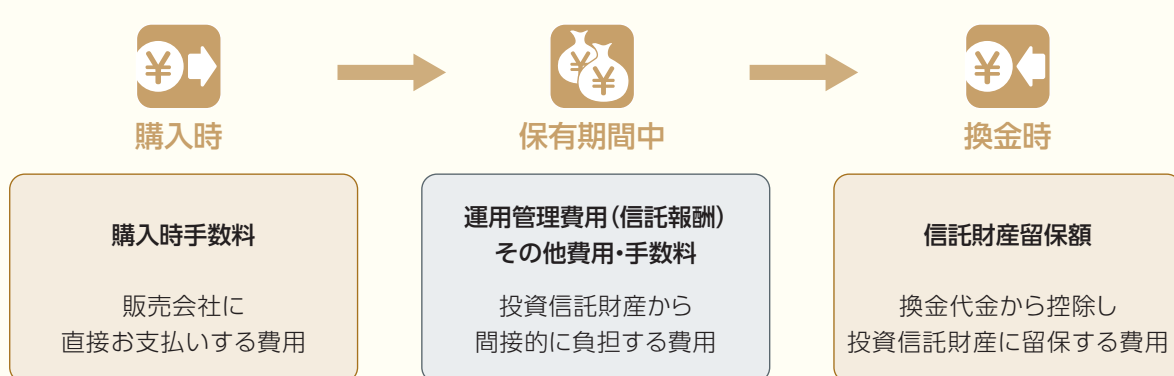 購入時
保有期間中
換金時
購入時手数料
販売会社に
直接お支払いする費用
運用管理費用(信託報酬)
その他費用・手数料
投資信託財産から
間接的に負担する費用
信託財産留保額
換金代金から控除し
投資信託財産に留保する費用